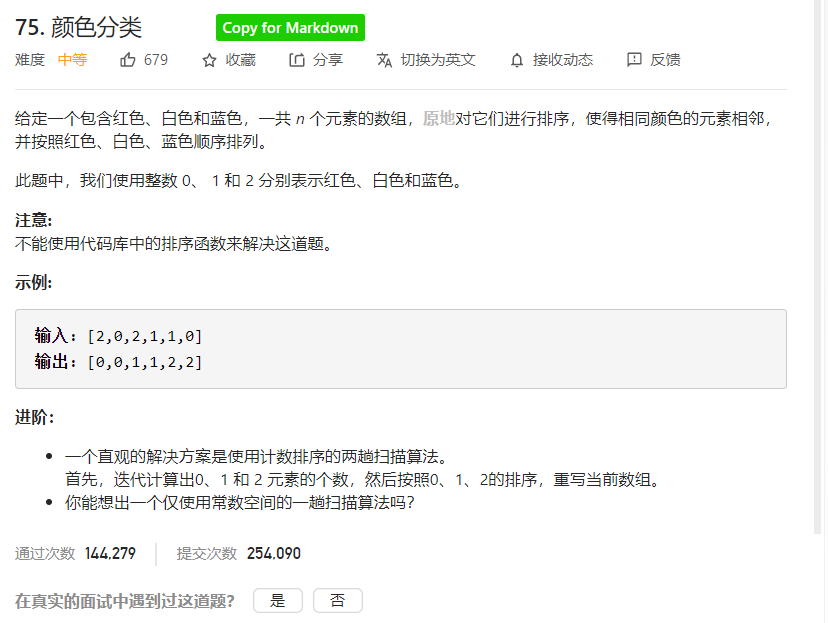 75. 颜色分类 Copy for Markdown
难度 中等 679 收藏 分享 切换为英文 接收动态 反馈
给定一个包含红色、白色和蓝色，一共 n 个元素的数组，原地对它们进行排序，使得相同颜色的元素相邻，
并按照红色、白色、蓝色顺序排列。
此题中，我们使用整数 0、 1 和 2 分别表示红色、白色和蓝色。
注意:
不能使用代码库中的排序函数来解决这道题。
示例:
输入: [2,0,2,1,1,0]
输出: [0,0,1,1,2,2]
进阶：
一个直观的解决方案是使用计数排序的两趟扫描算法。
首先，迭代计算出0、1 和 2 元素的个数，然后按照0、1、2的排序，重写当前数组。
你能想出一个仅使用常数空间的一趟扫描算法吗？
通过次数 144,279 提交次数 254,090
在真实的面试中遇到过这道题？ 是 否